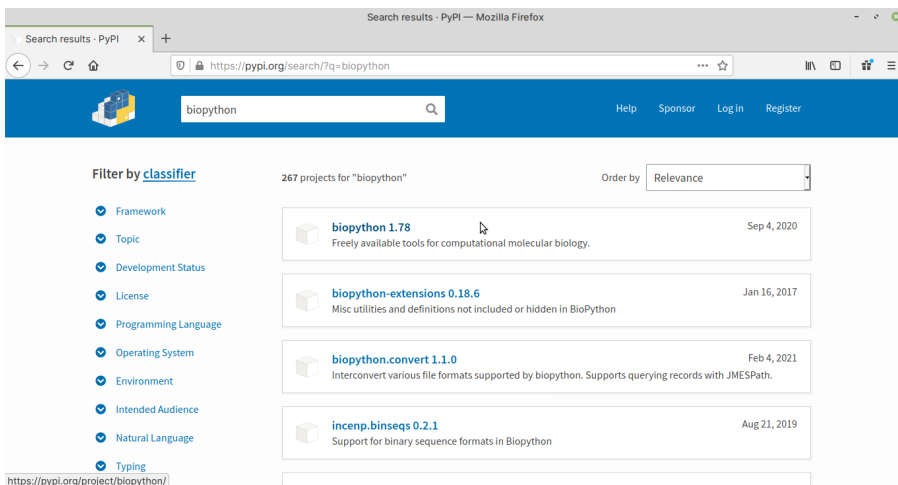 Search results · PyPI — Mozilla Firefox
Search results · PyPI
https://pypi.org/search/?q=biopython
biopython
Help Sponsor Log in Register
Filter by classifier
Framework
Topic
Development Status
License
Programming Language
Operating System
Environment
Intended Audience
Natural Language
Typing
267 projects for "biopython"
Order by Relevance
biopython 1.78
Sep 4, 2020
Freely available tools for computational molecular biology.
biopython-extensions 0.18.6
Jan 16, 2017
Misc utilities and definitions not included or hidden in BioPython
biopython.convert 1.1.0
Feb 4, 2021
Interconvert various file formats supported by biopython. Supports querying records with JMESPath.
incenp.binseqs 0.2.1
Aug 21, 2019
Support for binary sequence formats in Biopython
https://pypi.org/project/biopython/